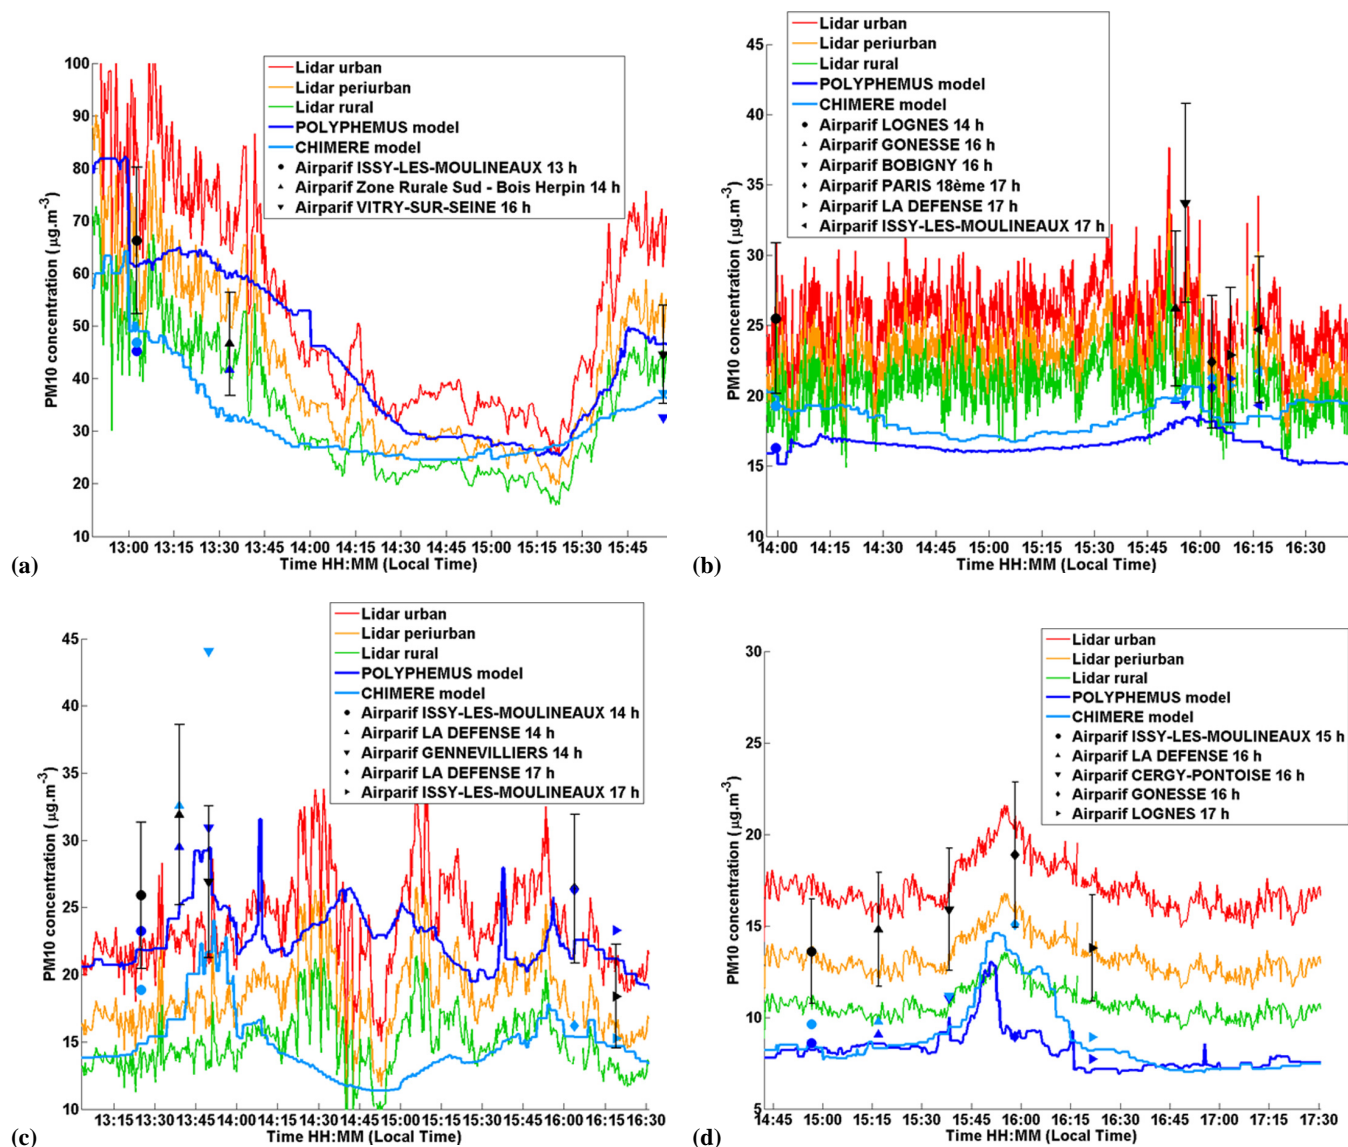 Lidar urban
Lidar periurban
Lidar rural
POLYPHEMUS model
CHIMERE model
Airparif ISSY-LES-MOULINEAUX 13 h
Airparif Zone Rurale Sud - Bois Herpin 14 h
Airparif VITRY-SUR-SEINE 16 h
PM10 concentration (µg.m-3)
100
90
80
70
60
50
40
30
20
10
13:00 13:15 13:30 13:45 14:00 14:15 14:30 14:45 15:00 15:15 15:30 15:45
Time HH:MM (Local Time)
(a)
Lidar urban
Lidar periurban
Lidar rural
POLYPHEMUS model
CHIMERE model
Airparif LOGNES 14 h
Airparif GONESSE 16 h
Airparif BOBIGNY 16 h
Airparif PARIS 18ème 17 h
Airparif LA DEFENSE 17 h
Airparif ISSY-LES-MOULINEAUX 17 h
PM10 concentration (µg.m-3)
45
40
35
30
25
20
15
10
14:00 14:15 14:30 14:45 15:00 15:15 15:30 15:45 16:00 16:15 16:30
Time HH:MM (Local Time)
(b)
Lidar urban
Lidar periurban
Lidar rural
POLYPHEMUS model
CHIMERE model
Airparif ISSY-LES-MOULINEAUX 14 h
Airparif LA DEFENSE 14 h
Airparif GENNEVILLIERS 14 h
Airparif LA DEFENSE 17 h
Airparif ISSY-LES-MOULINEAUX 17 h
PM10 concentration (µg.m-3)
45
40
35
30
25
20
15
10
13:15 13:30 13:45 14:00 14:15 14:30 14:45 15:00 15:15 15:30 15:45 16:00 16:15 16:30
Time HH:MM (Local Time)
(c)
Lidar urban
Lidar periurban
Lidar rural
POLYPHEMUS model
CHIMERE model
Airparif ISSY-LES-MOULINEAUX 15 h
Airparif LA DEFENSE 16 h
Airparif CERGY-PONTOISE 16 h
Airparif GONESSE 16 h
Airparif LOGNES 17 h
PM10 concentration (µg.m-3)
30
25
20
15
10
5
14:45 15:00 15:15 15:30 15:45 16:00 16:15 16:30 16:45 17:00 17:15 17:30
Time HH:MM (Local Time)
(d)